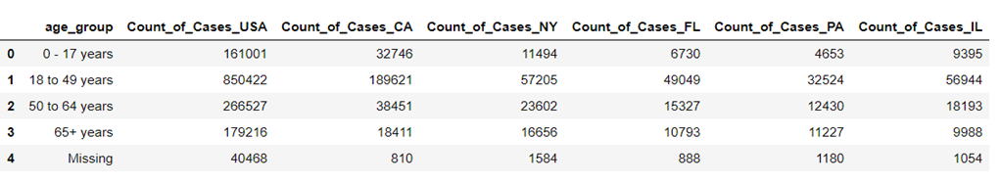 age_group Count_of_Cases_USA Count_of_Cases_CA Count_of_Cases_NY Count_of_Cases_FL Count_of_Cases_PA Count_of_Cases_IL
0 0 - 17 years 161001 32746 11494 6730 4653 9395
1 18 to 49 years 850422 189621 57205 49049 32524 56944
2 50 to 64 years 266527 38451 23602 15327 12430 18193
3 65+ years 179216 18411 16656 10793 11227 9988
4 Missing 40468 810 1584 888 1180 1054